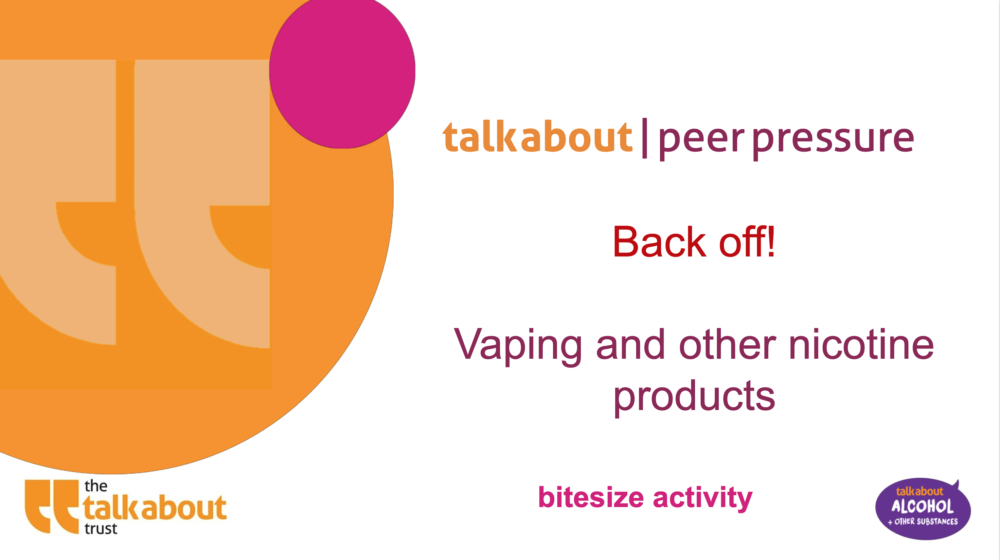 talkabout | peer pressure
Back off!
Vaping and other nicotine
products
bitesize activity
the
talkabout
trust
talkabout
ALCOHOL
+ OTHER SUBSTANCES